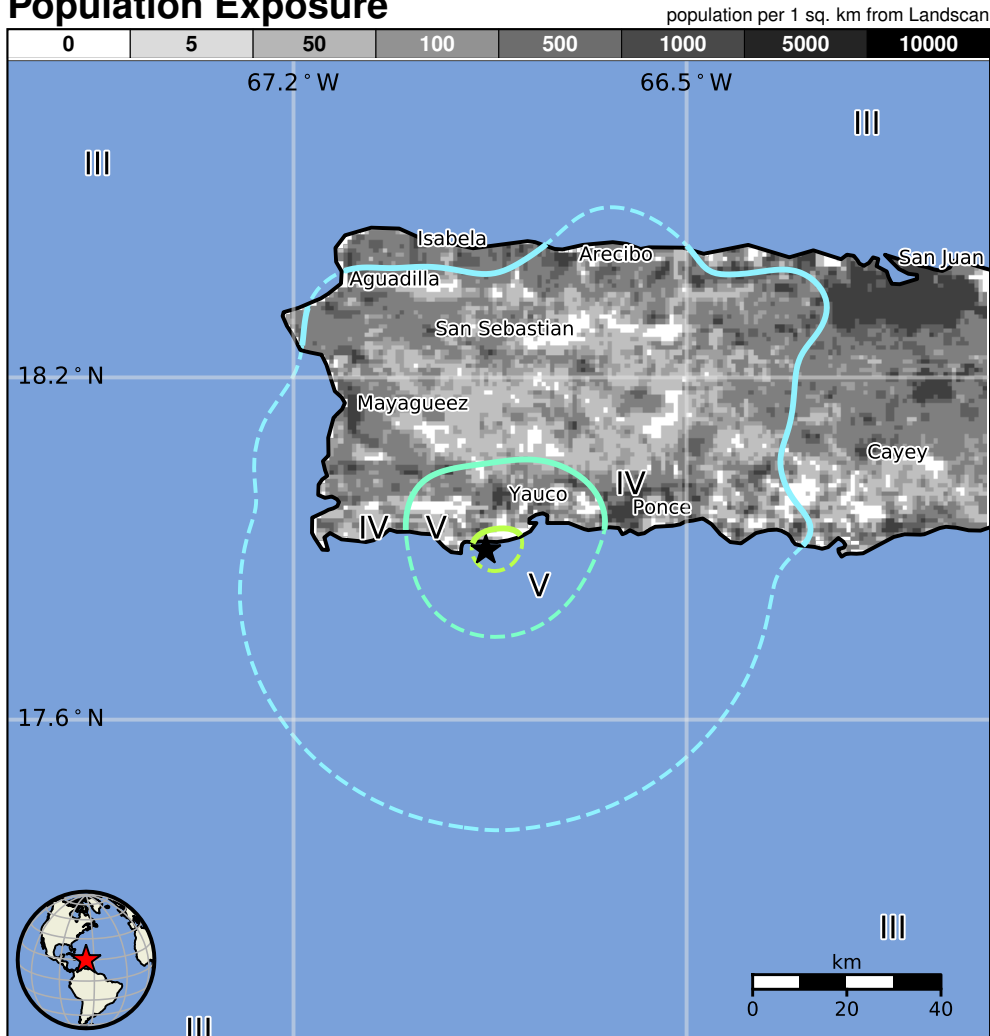 Population Exposure
population per 1 sq. km from Landscan
0 5 50 100 500 1000 5000 10000
67.2°W 66.5°W
III
III
Isabela
Arecibo
San Juan
Aguadilla
San Sebastian
18.2°N
Mayagueez
Cayey
IV
Yauco
Ponce
IV V
V
17.6°N
III
km
0 20 40
III